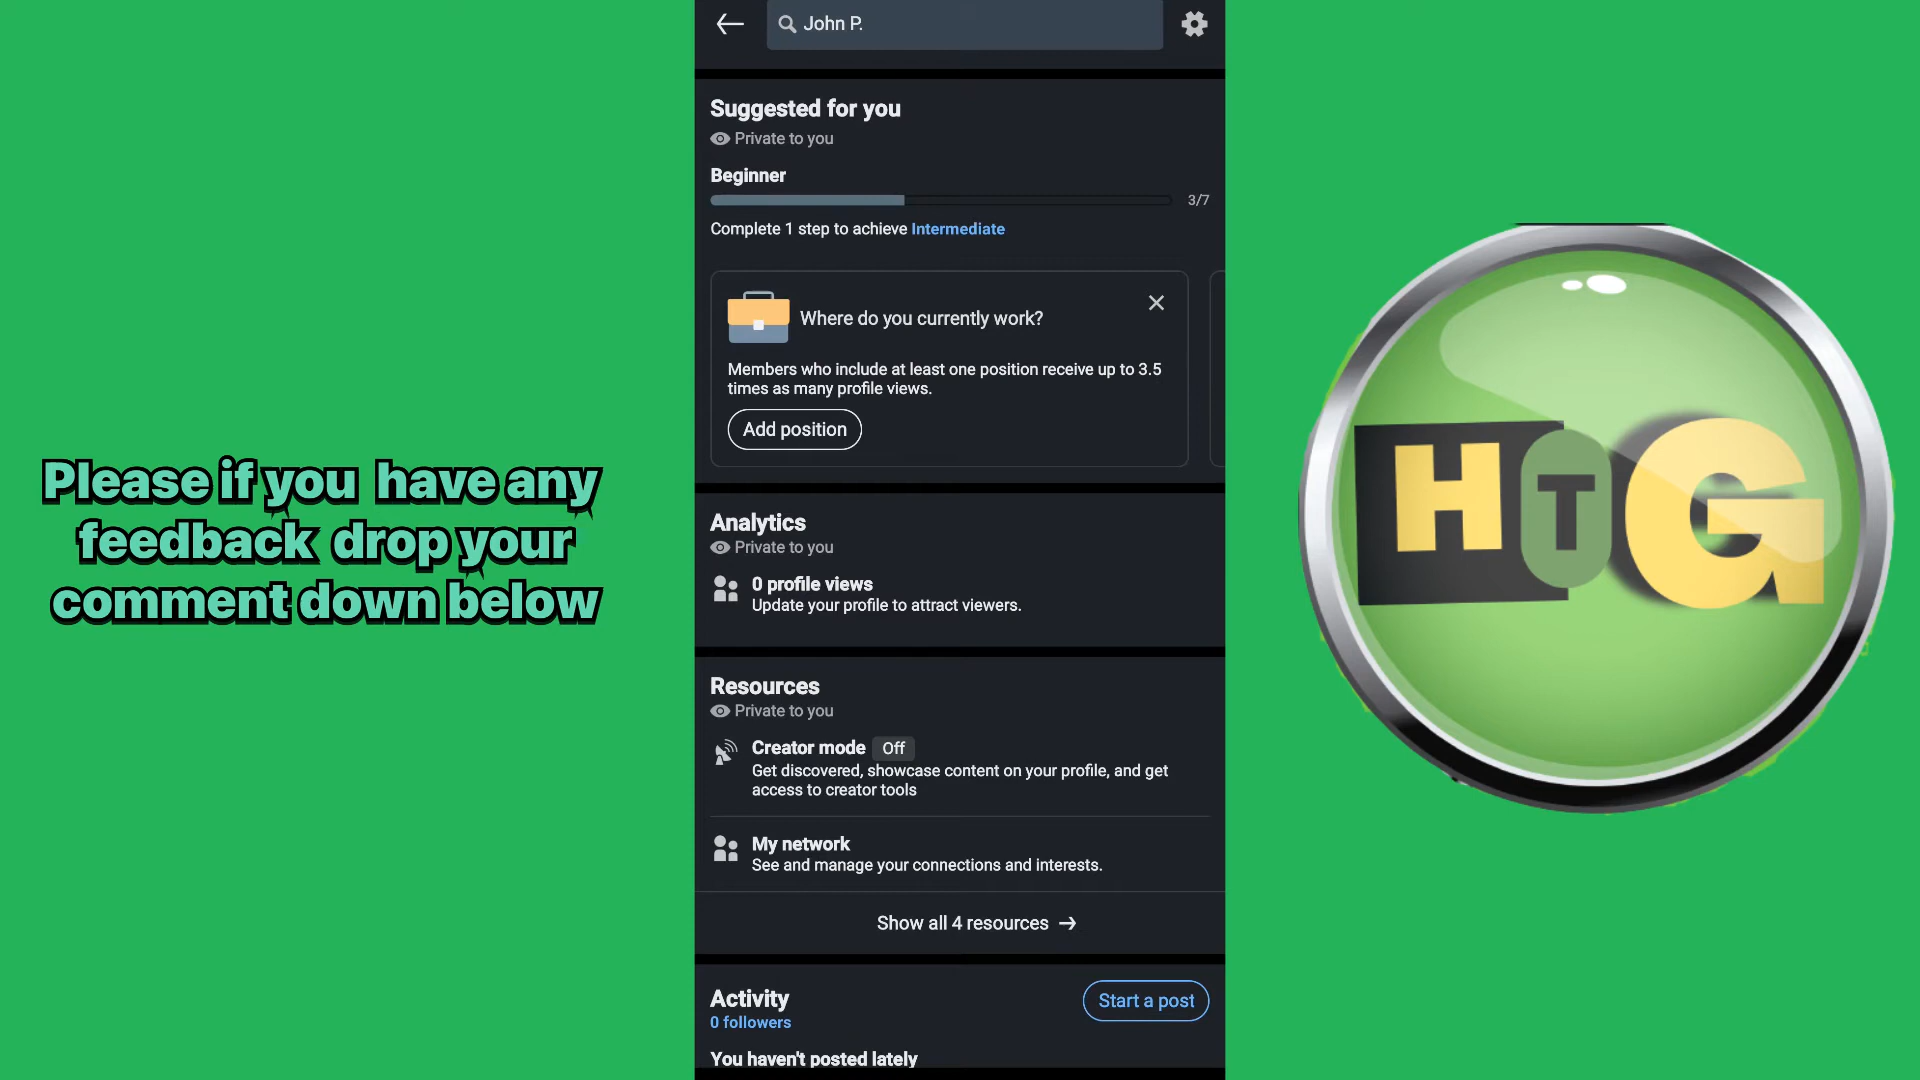 John P.
Suggested for you
Private to you
Beginner
3/7
Complete 1 step to achieve Intermediate
Where do you currently work?
Members who include at least one position receive up to 3.5
times as many profile views.
Add position
Please if you have any
feedback drop your
comment down below
Analytics
Private to you
0 profile views
Update your profile to attract viewers.
HTG
Resources
Private to you
Creator mode Off
Get discovered, showcase content on your profile, and get
access to creator tools
My network
See and manage your connections and interests.
Show all 4 resources →
Activity
Start a post
0 followers
You haven't posted lately